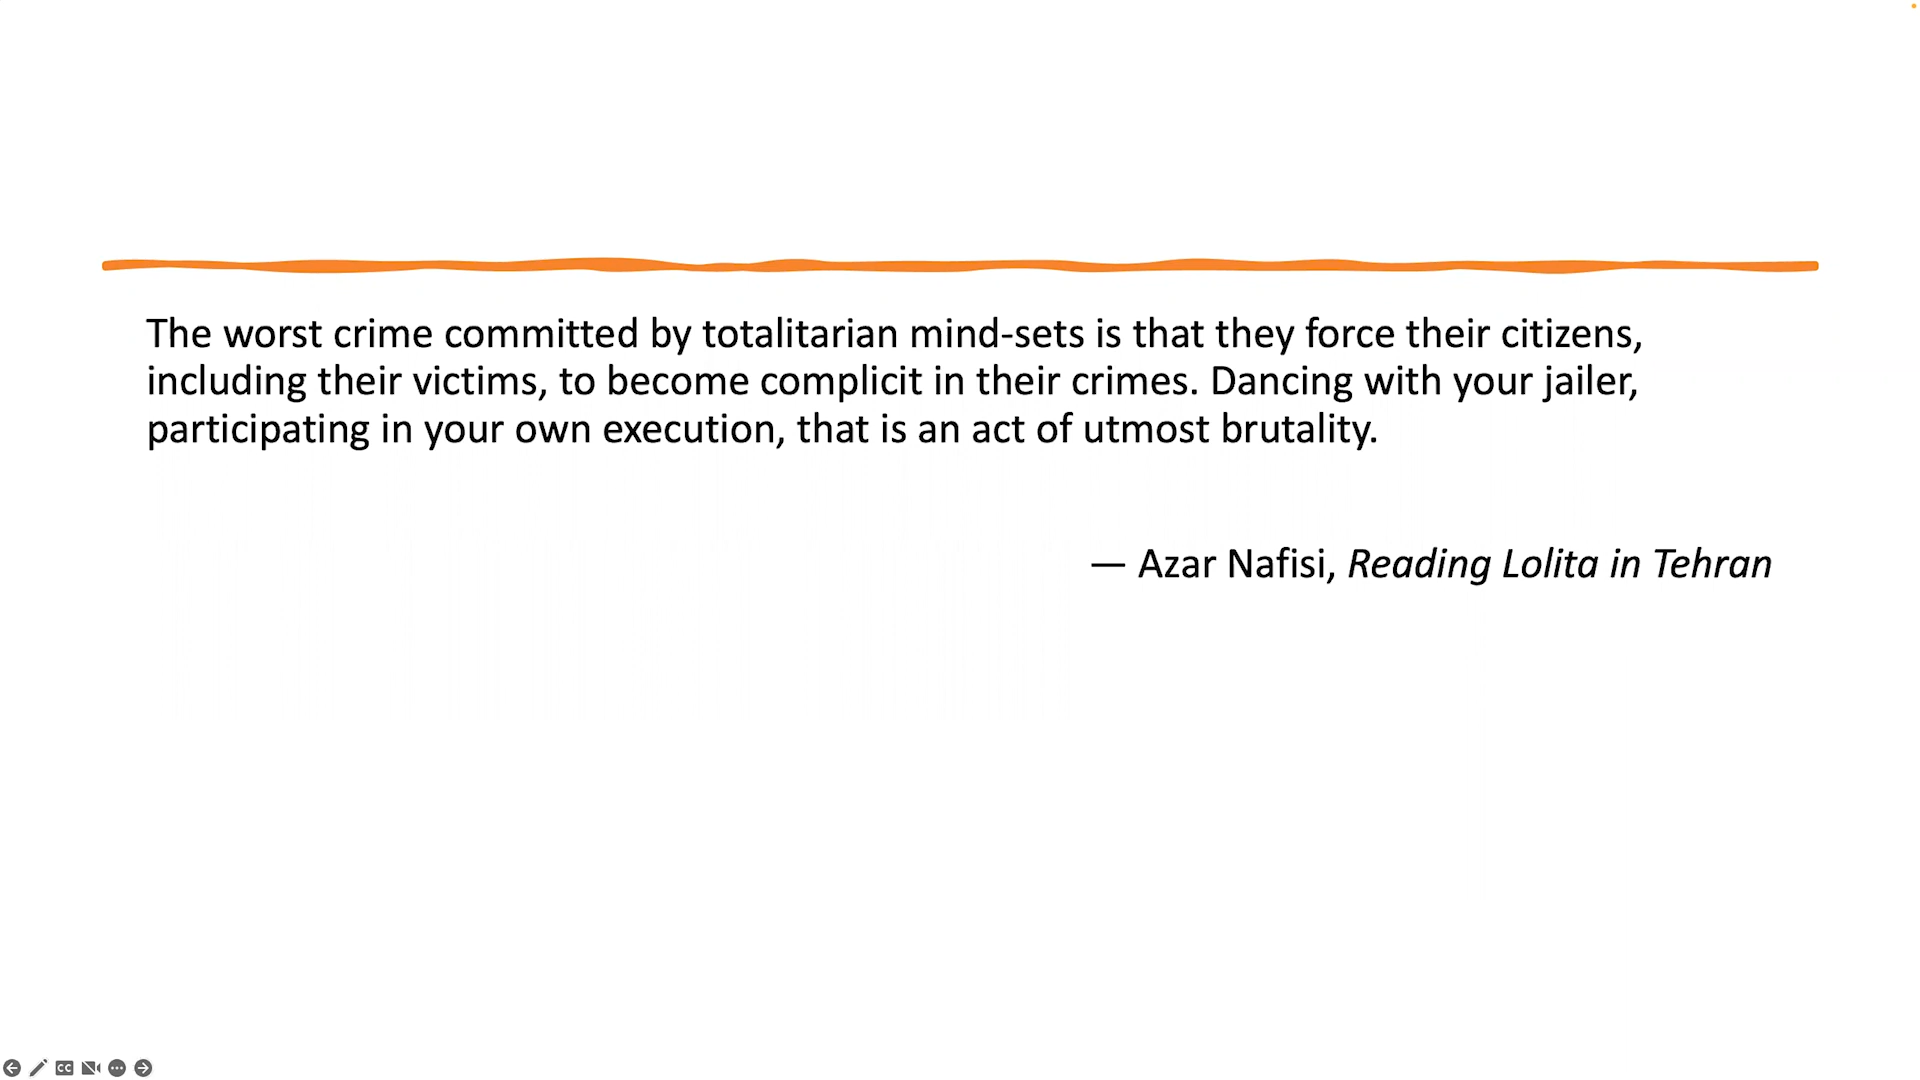 The worst crime committed by totalitarian mind-sets is that they force their citizens,
including their victims, to become complicit in their crimes. Dancing with your jailer,
participating in your own execution, that is an act of utmost brutality.
— Azar Nafisi, Reading Lolita in Tehran
CC